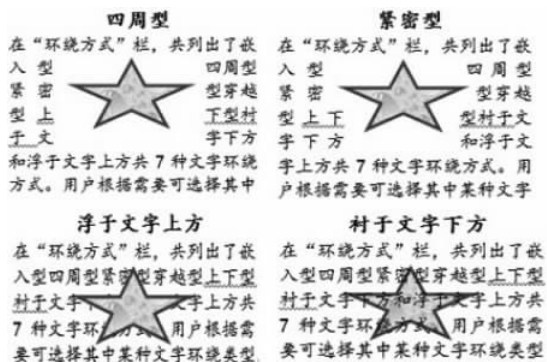 四周型
在“环绕方式”栏，共列出了嵌
入 型 四周型
紧 密 型穿越
型 上 下型衬
于 文 字下方
和浮于文字上方共 7 种文字环绕
方式。用户根据需要可选择其中
紧密型
在“环绕方式”栏，共列出了嵌
入 型 四 周 型
紧 密 型穿越
型 上 下 型衬于文
字 下 方 和浮于文
字上方共 7 种文字环绕方式。用
户根据需要可选择其中某种文字
浮于文字上方
在“环绕方式”栏，共列出了嵌
入型四周型紧密型穿越型上下型
衬于文字 字上方共
7 种文字环 用户根据需
要可选择其中某种文字环绕类型
衬于文字下方
在“环绕方式”栏，共列出了嵌
入型四周型紧密型穿越型上下型
衬于文字下方和浮于文字上方共
7 种文字环绕方式。用户根据需
要可选择其中某种文字环绕类型